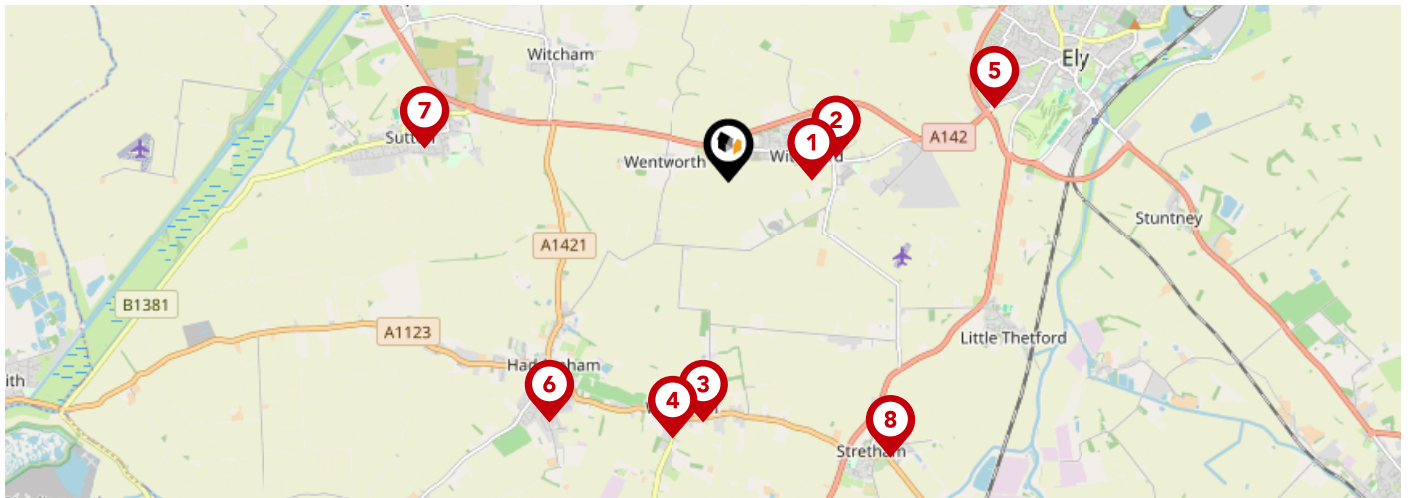 Witcham
Ely
5
7
2
A142
1
Wentworth
Stuntney
A1421
B1381
A1123
Little Thetford
ith
6
3
4
8
Stretham